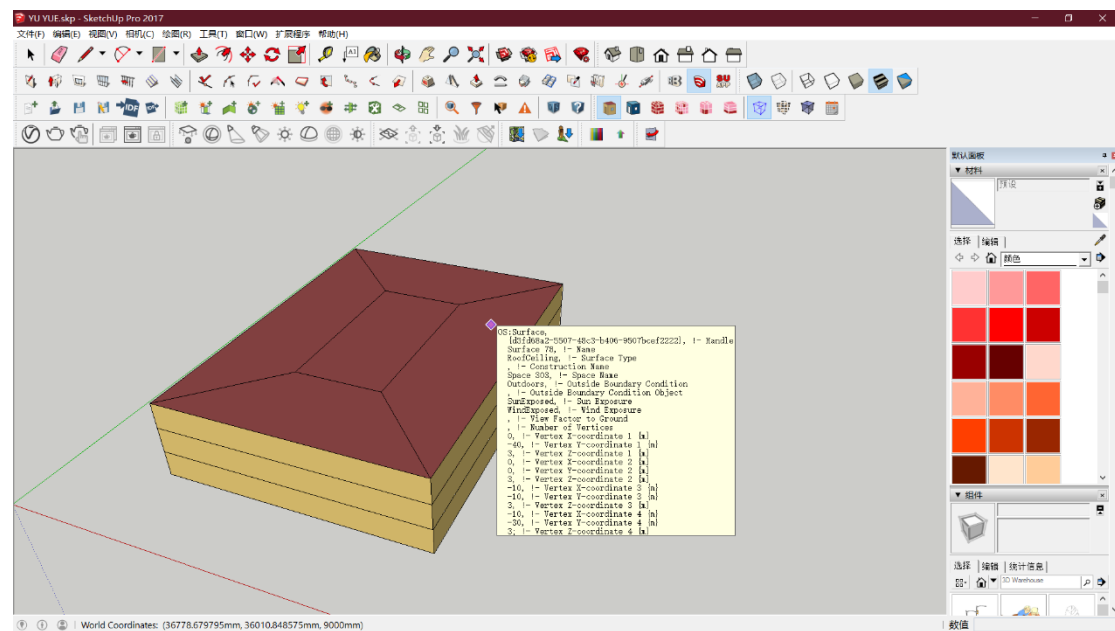 YU YUE.skp - SketchUp Pro 2017
文件(F) 编辑(E) 视图(V) 相机(C) 绘图(R) 工具(T) 窗口(W) 扩展程序 帮助(H)
IDF
默认面板
▼ 材料
预设
选择 编辑
颜色
OS:Surface,
{d3fd68a2-5507-48c3-b406-9507bcef2222}, !- Handle
Surface 78, !- Name
RoofCeiling, !- Surface Type
, !- Construction Name
Space 303, !- Space Name
Outdoors, !- Outside Boundary Condition
, !- Outside Boundary Condition Object
SunExposed, !- Sun Exposure
WindExposed, !- Wind Exposure
, !- View Factor to Ground
, !- Number of Vertices
0, !- Vertex X-coordinate 1 {m}
-40, !- Vertex Y-coordinate 1 {m}
3, !- Vertex Z-coordinate 1 {m}
0, !- Vertex X-coordinate 2 {m}
0, !- Vertex Y-coordinate 2 {m}
3, !- Vertex Z-coordinate 2 {m}
-10, !- Vertex X-coordinate 3 {m}
-10, !- Vertex Y-coordinate 3 {m}
3, !- Vertex Z-coordinate 3 {m}
-10, !- Vertex X-coordinate 4 {m}
-30, !- Vertex Y-coordinate 4 {m}
3; !- Vertex Z-coordinate 4 {m}
▼ 组件
选择 编辑 统计信息
3D Warehouse
World Coordinates: (36778.679795mm, 36010.848575mm, 9000mm)
数值